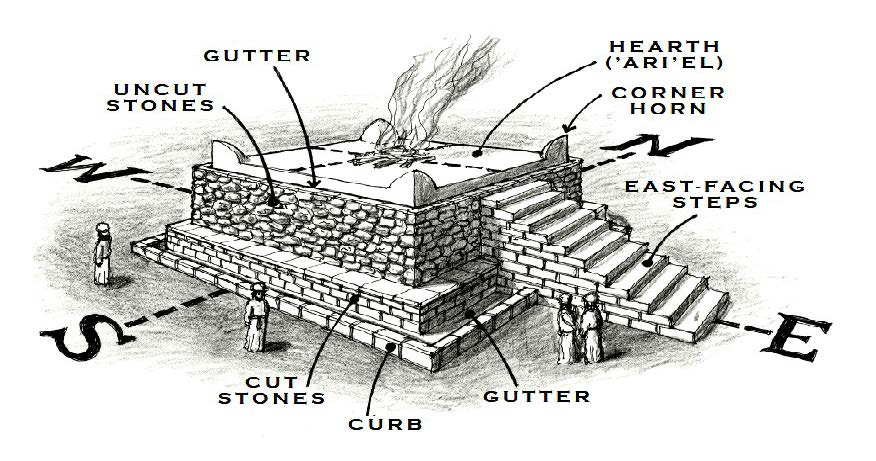 GUTTER
HEARTH
('ARI'EL)
UNCUT
STONES
CORNER
HORN
N
W
EAST-FACING
STEPS
S
E
CUT
STONES
GUTTER
CURB